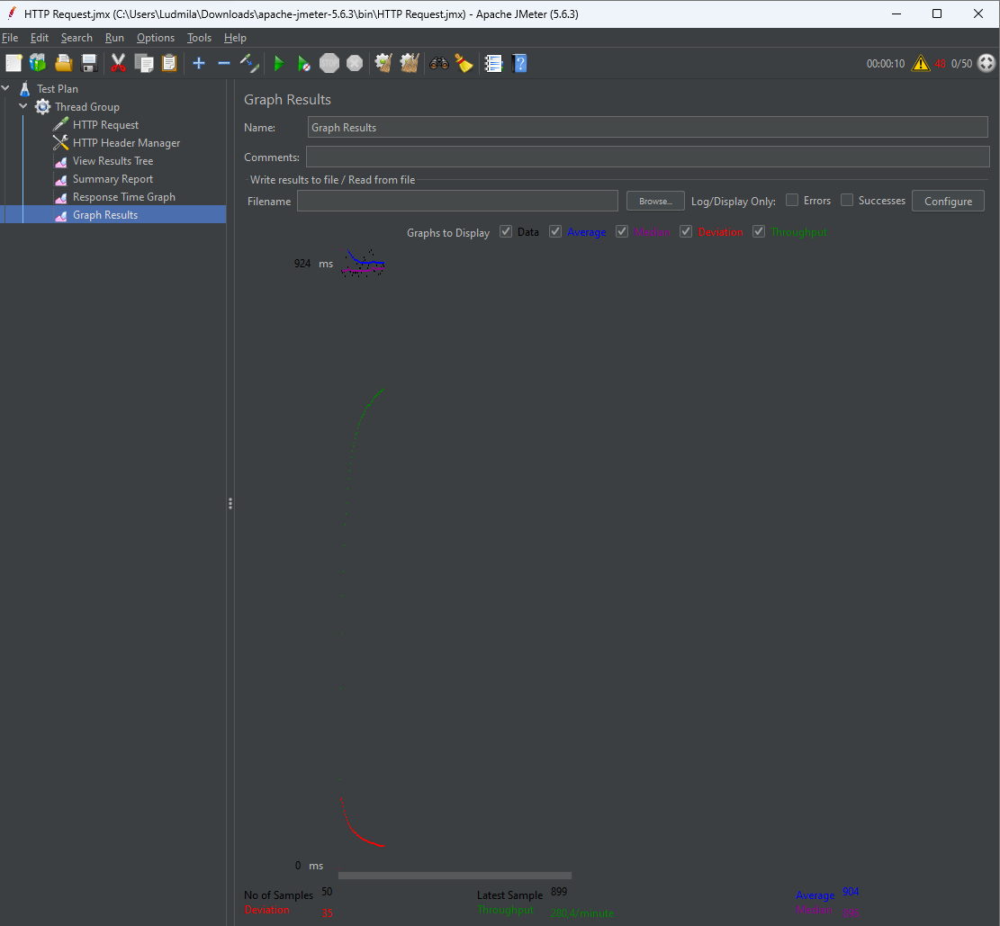 HTTP Request.jmx (C:\Users\Ludmila\Downloads\apache-jmeter-5.6.3\bin\HTTP Request.jmx) - Apache JMeter (5.6.3)
File Edit Search Run Options Tools Help
STOP 00:00:10 48 0/50
Test Plan
Thread Group
HTTP Request
HTTP Header Manager
View Results Tree
Summary Report
Response Time Graph
Graph Results
Graph Results
Name: Graph Results
Comments:
Write results to file / Read from file
Filename Browse... Log/Display Only: Errors Successes Configure
Graphs to Display Data Average Median Deviation Throughput
924 ms
0 ms
No of Samples 50 Latest Sample 899 Average 904
Deviation 35 Throughput 280,4/minute Median